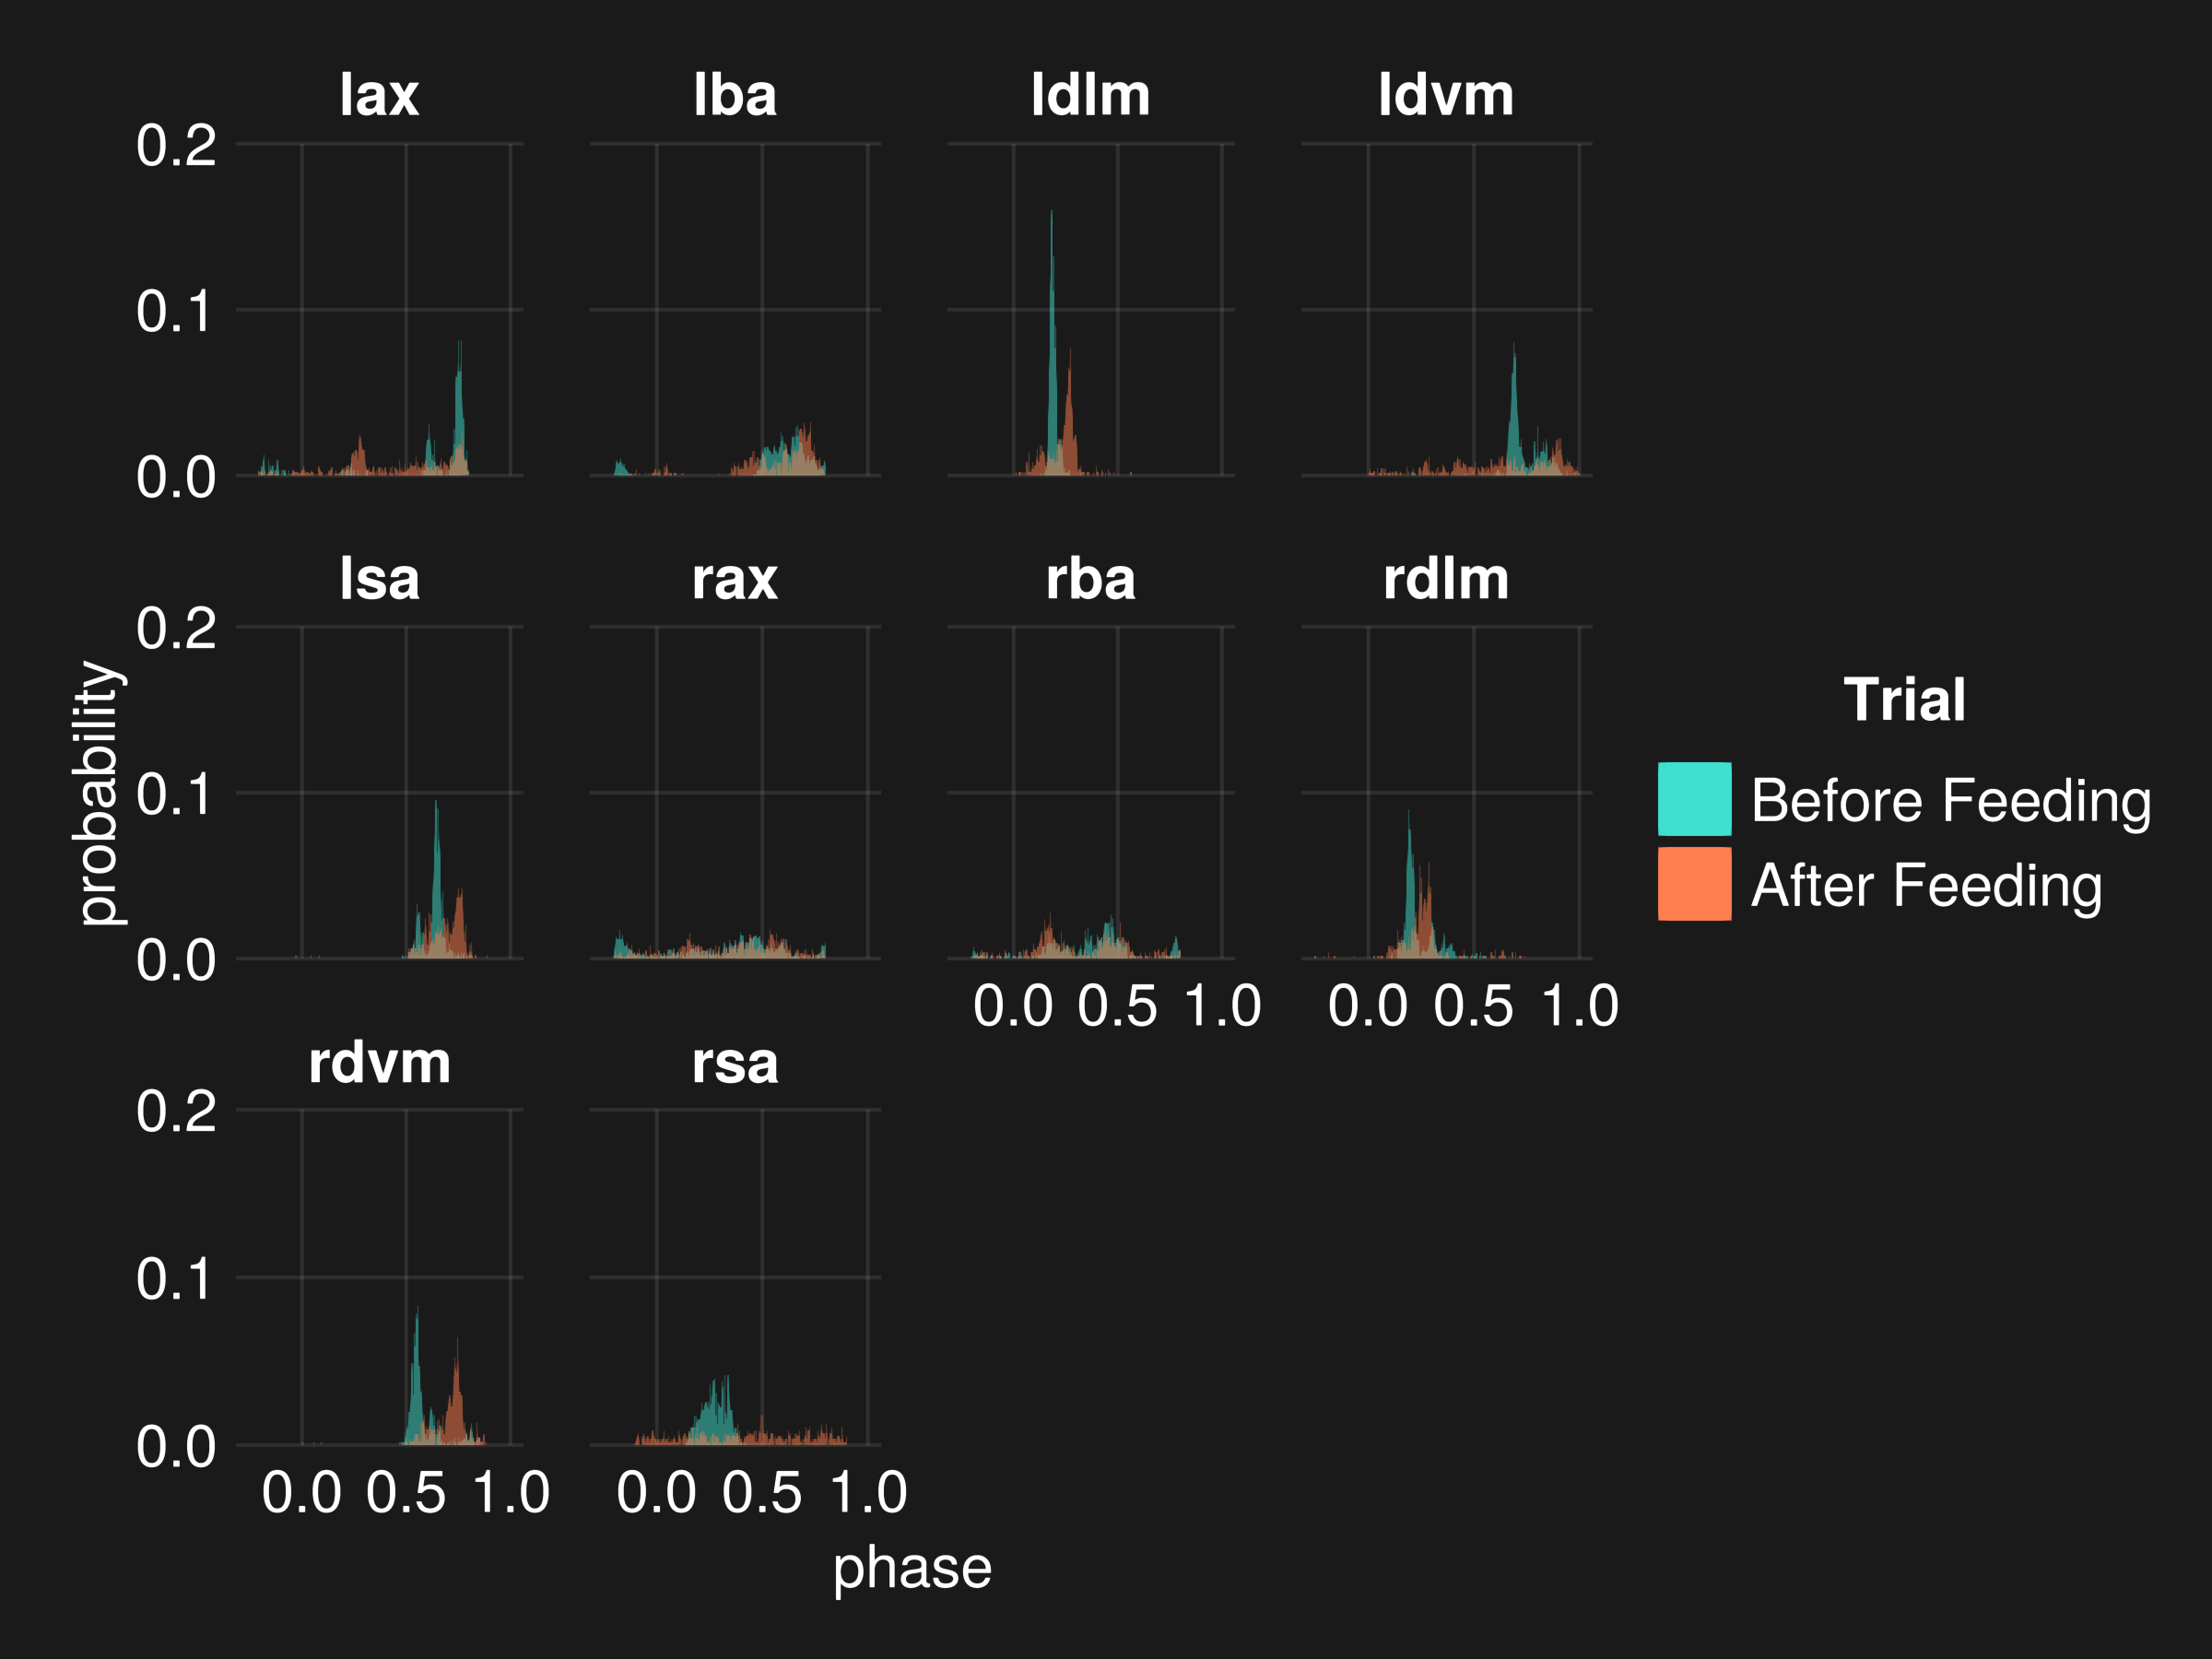 lax lba ldlm ldvm
0.2
0.1
0.0
lsa rax rba rdlm
0.2
0.1
0.0
0.0 0.5 1.0 0.0 0.5 1.0
rdvm rsa
0.2
0.1
0.0
0.0 0.5 1.0 0.0 0.5 1.0
probability
phase
Trial
Before Feeding
After Feeding